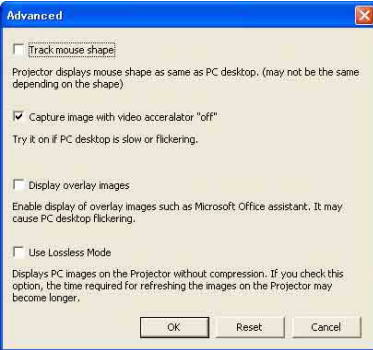 Advanced
Track mouse shape
Projector displays mouse shape as same as PC desktop. (may not be the same
depending on the shape)
Capture image with video acceralator "off"
Try it on if PC desktop is slow or flickering.
Display overlay images
Enable display of overlay images such as Microsoft Office assistant. It may
cause PC desktop flickering.
Use Lossless Mode
Displays PC images on the Projector without compression. If you check this
option, the time required for refreshing the images on the Projector may
become longer.
OK Reset Cancel